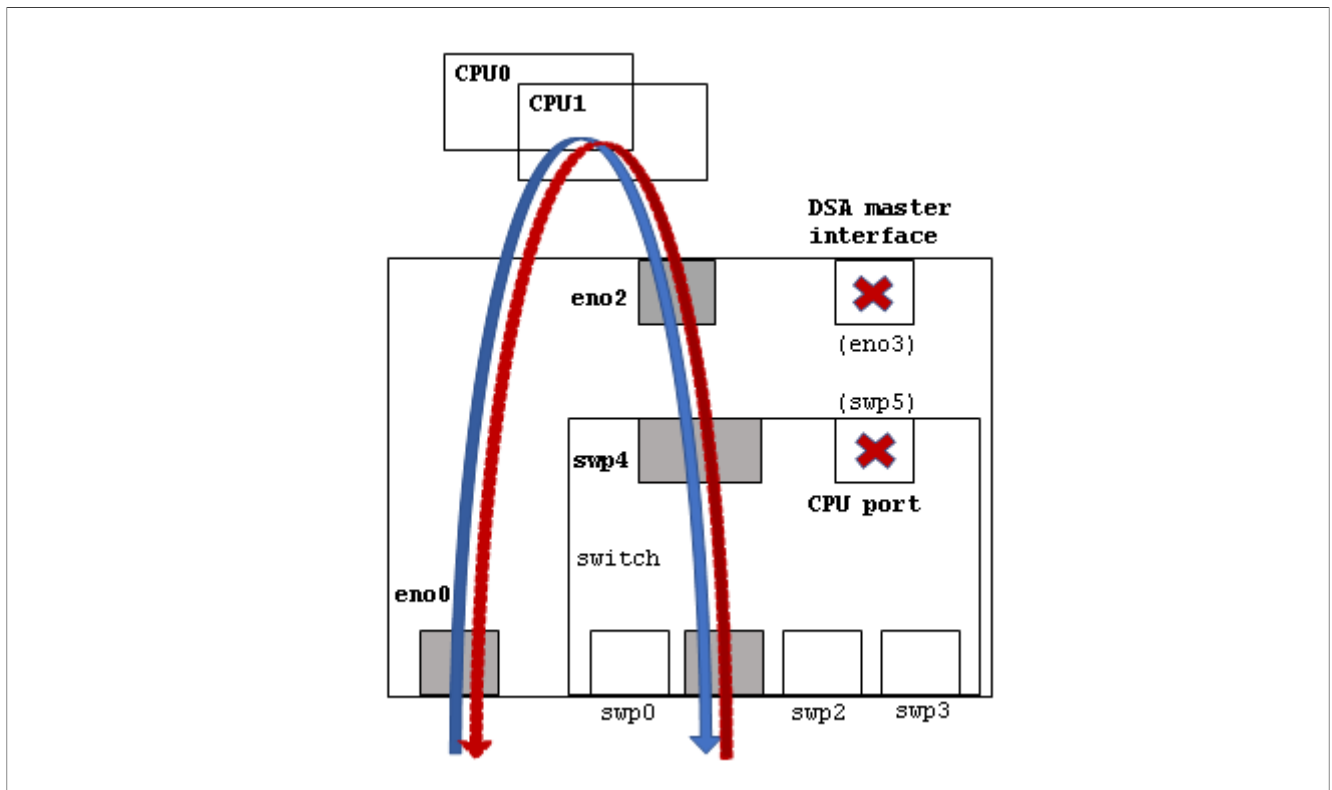 CPU0
CPU1
DSA master
interface
eno2
(eno3)
(swp5)
swp4
CPU port
switch
eno0
swp0
swp2
swp3